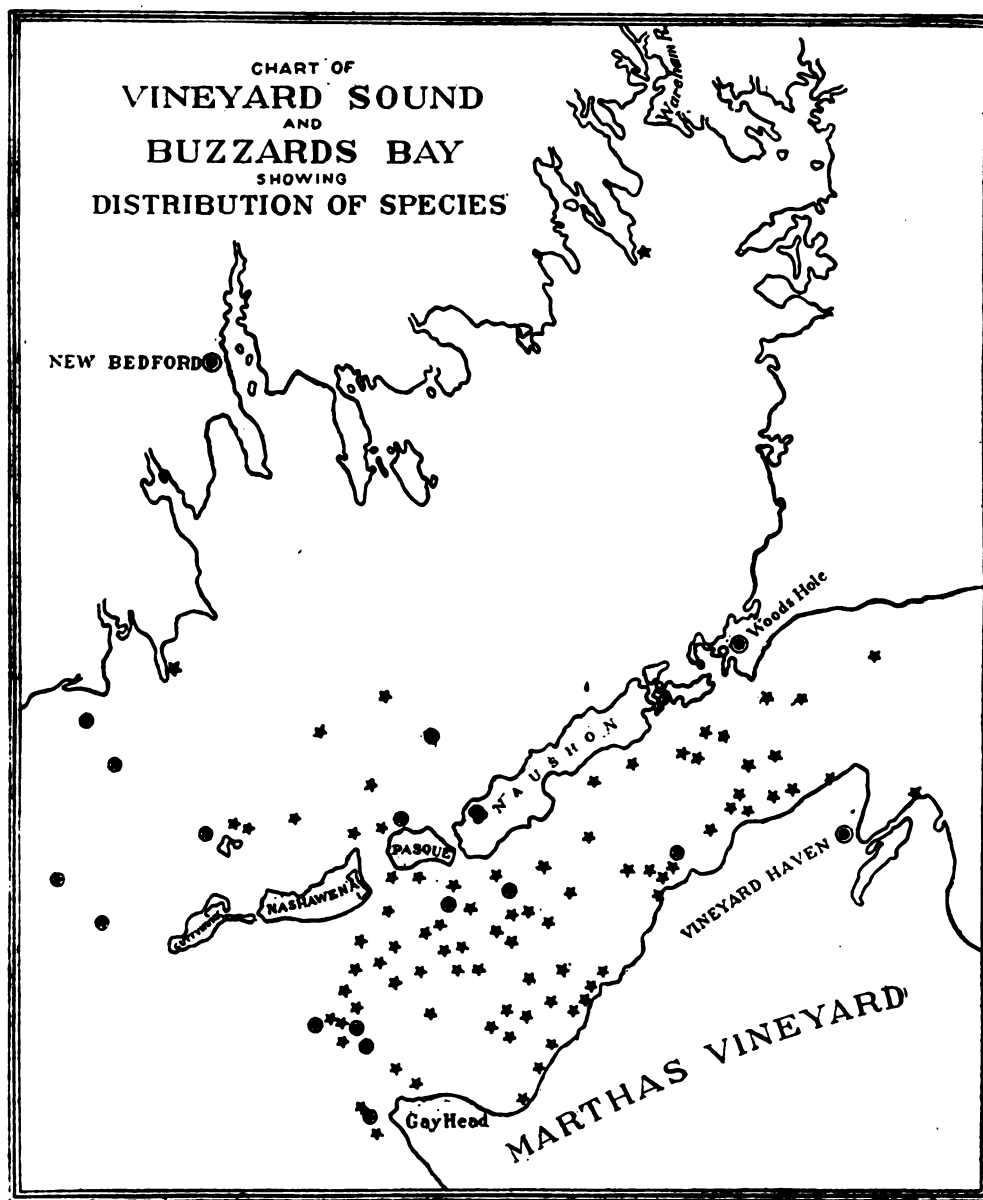 CHART OF
VINEYARD SOUND
AND
BUZZARDS BAY
SHOWING
DISTRIBUTION OF SPECIES
Wareham R.
NEW BEDFORD
Woods Hole
NAUSHON
PASQUE
NASHAWENA
VINEYARD HAVEN
MARTHAS VINEYARD
Gay Head